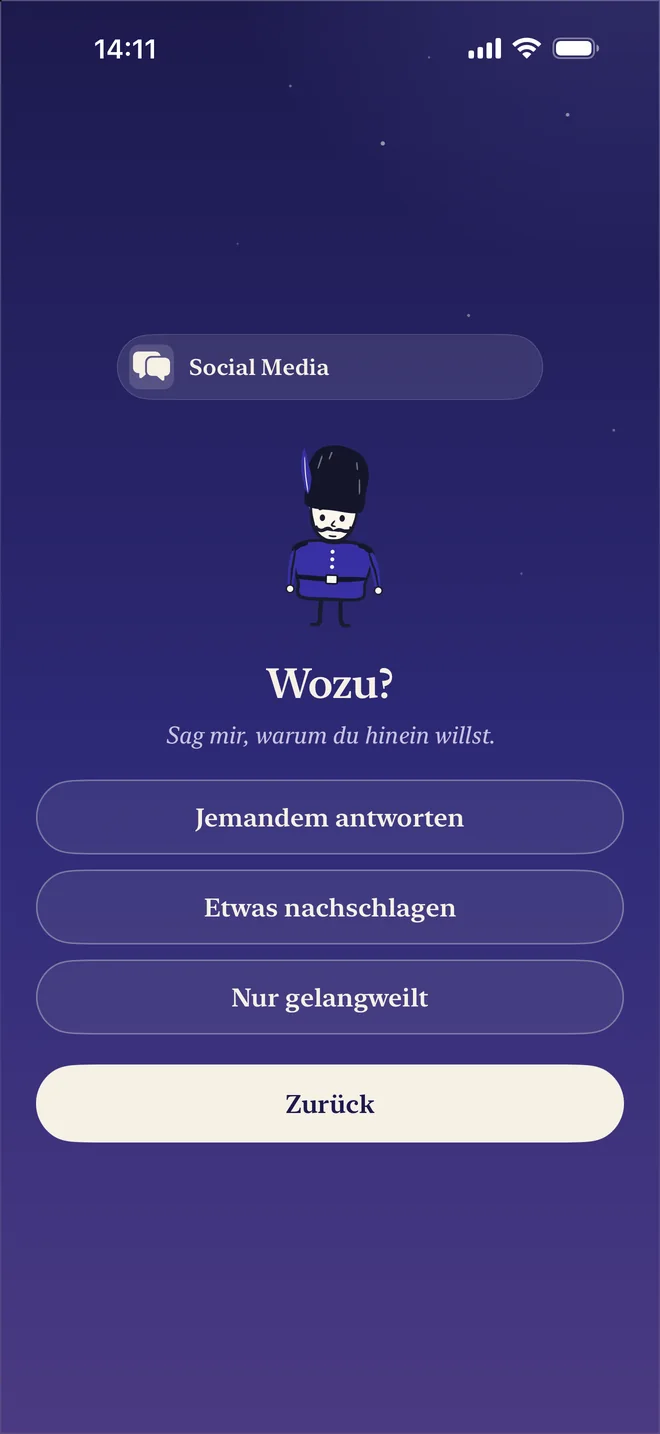 14:11
Social Media
Wozu?
Sag mir, warum du hinein willst.
Jemandem antworten
Etwas nachschlagen
Nur gelangweilt
Zurück